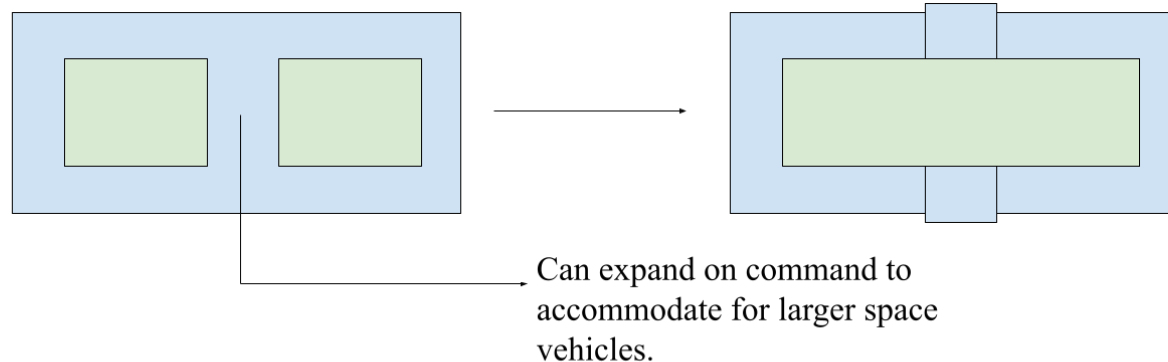 Can expand on command to
accommodate for larger space
vehicles.